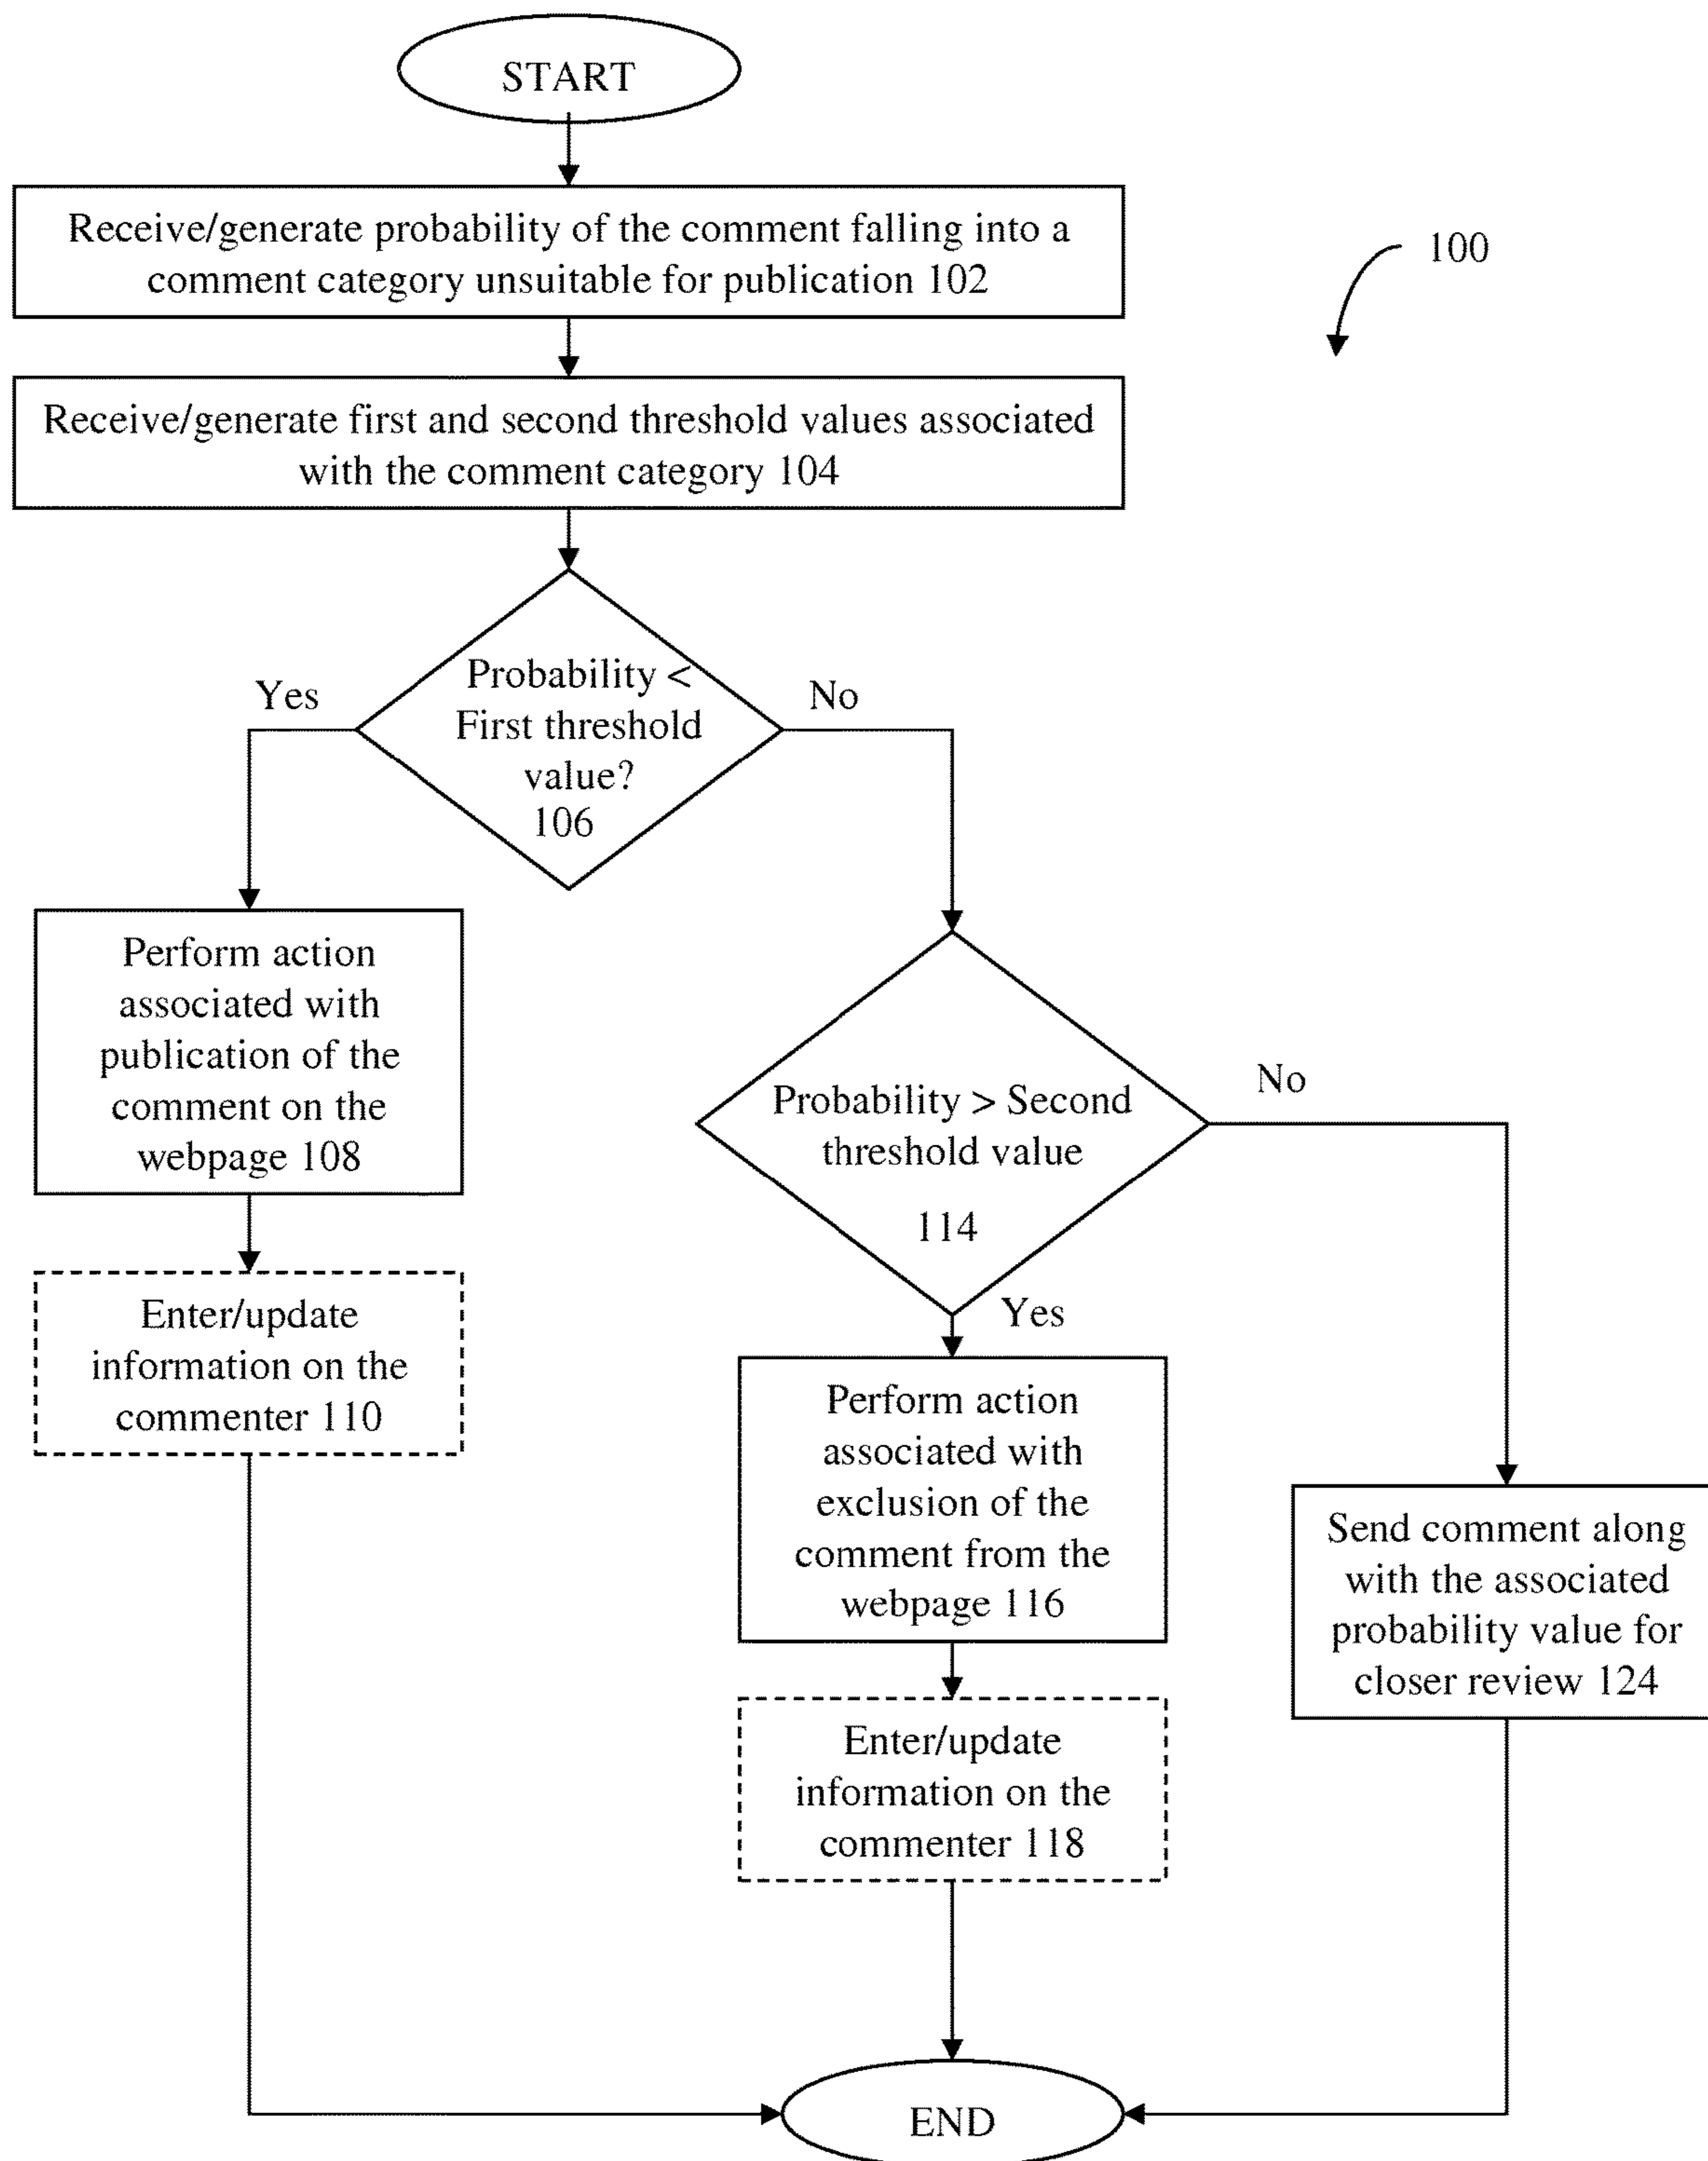 START
Receive/generate probability of the comment falling into a
comment category unsuitable for publication 102
100
Receive/generate first and second threshold values associated
with the comment category 104
Probability <
First threshold
value?
106
Yes
No
Perform action
associated with
publication of the
comment on the
webpage 108
Enter/update
information on the
commenter 110
Probability > Second
threshold value
114
No
Yes
Perform action
associated with
exclusion of the
comment from the
webpage 116
Enter/update
information on the
commenter 118
Send comment along
with the associated
probability value for
closer review 124
END